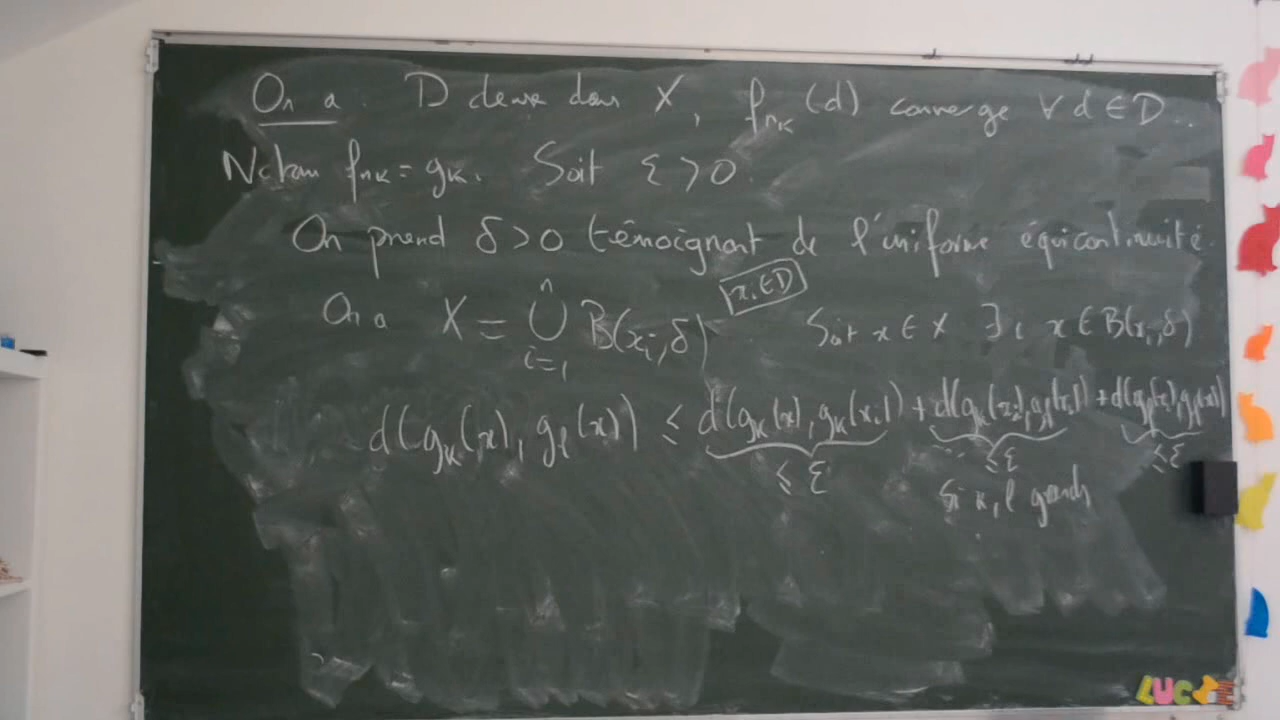 On a. D dense dans X, f_{n_K}(d) converge ∀ d ∈ D...
Notons f_{n_K} = g_K. Soit ε > 0.
On prend δ > 0 témoignant de l'uniforme équicontinuité.
x_i ∈ D
On a X = ⋃_{i=1}^{n} B(x_i, δ) Soit x ∈ X ∃ i x ∈ B(x_i, δ)
d(g_K(x), g_l(x)) ≤ d(g_K(x), g_K(x_i)) + d(g_K(x_i), g_l(x_i)) + d(g_l(x_i), g_l(x))
≤ ε ≤ ε ≤ ε
Si K, l grands
LUC